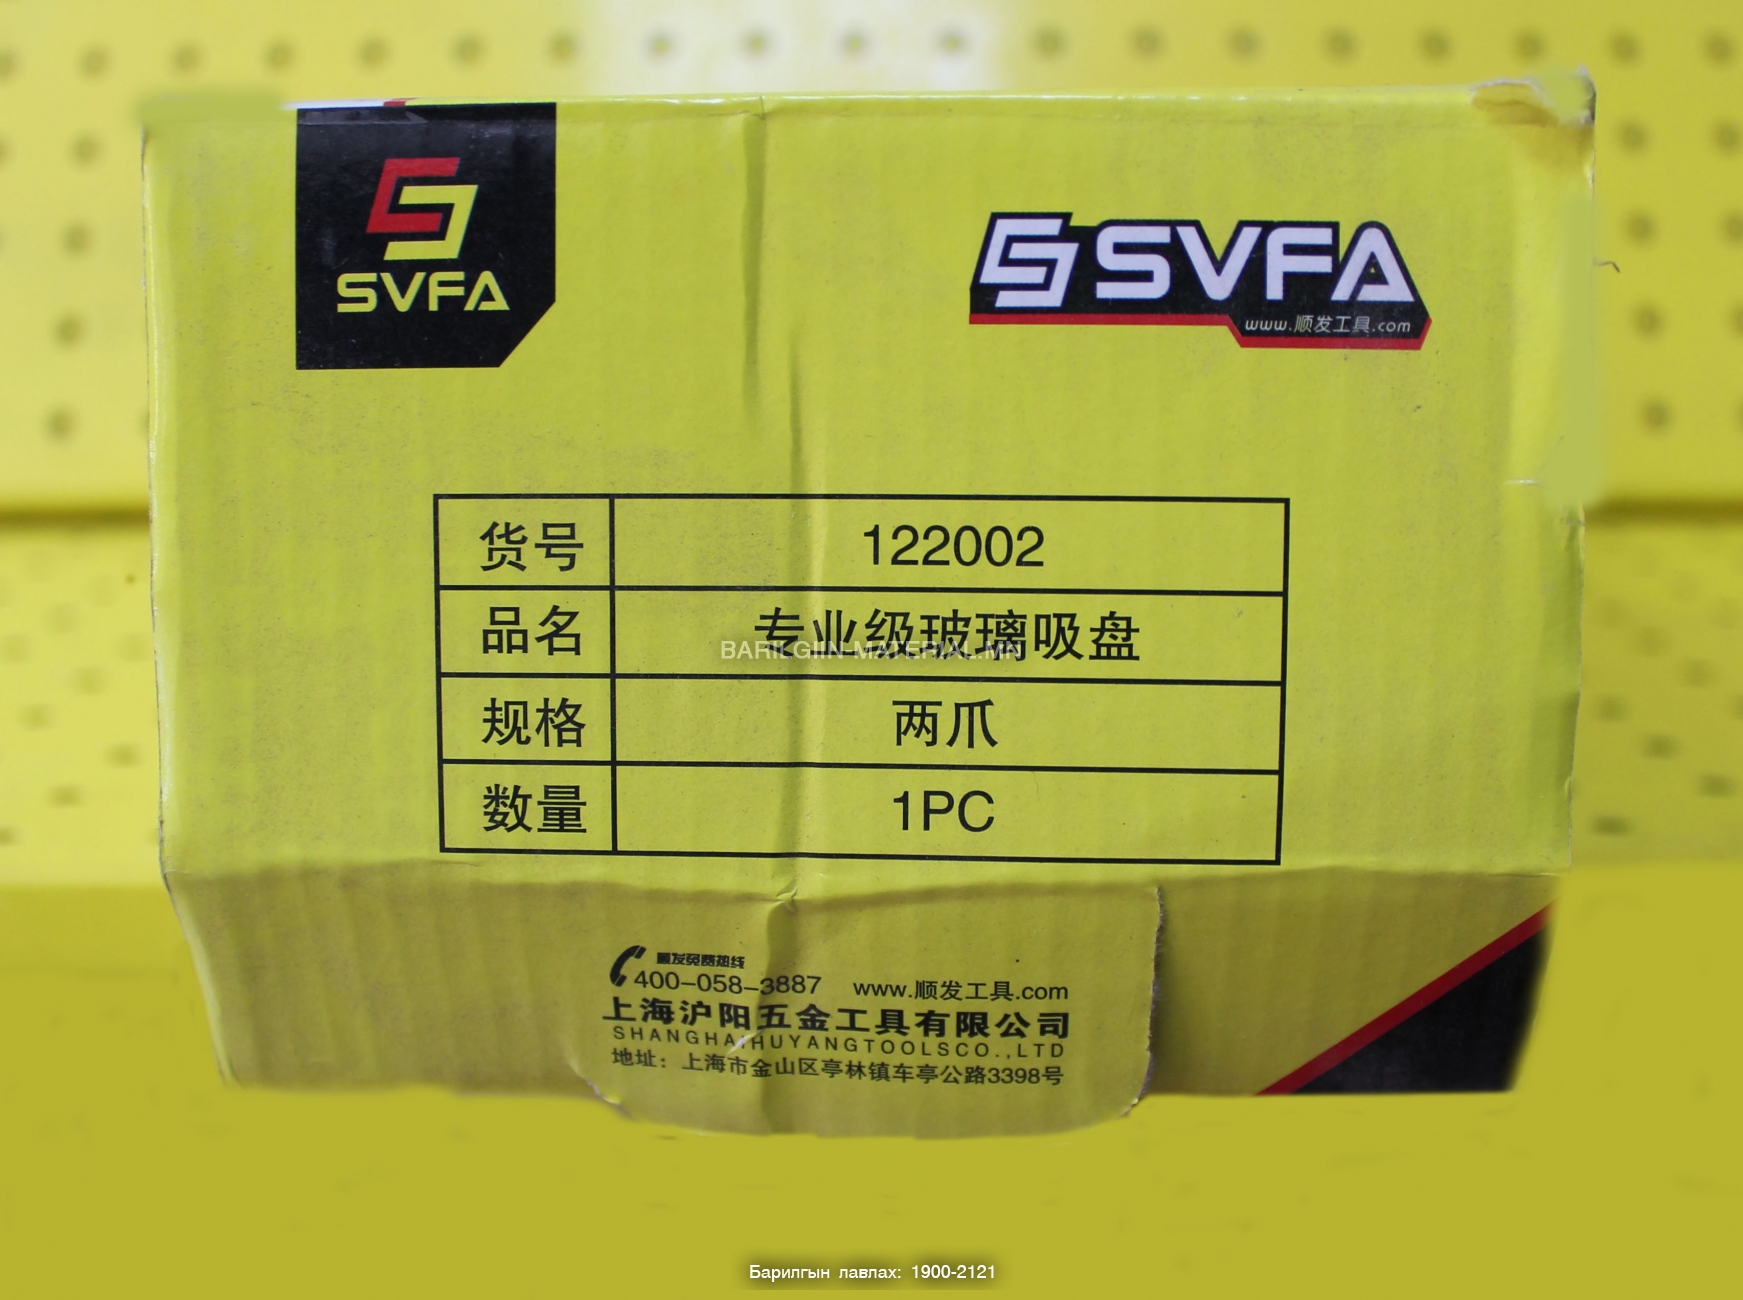 SVFA
SVFA
www.顺发工具.com
货号 122002
品名 专业级玻璃吸盘
BARILGIIN-MATERIAL.MN
规格 两爪
数量 1PC
顺发免费热线
400-058-3887 www.顺发工具.com
上海沪阳五金工具有限公司
SHANGHAIHUYANGTOOLSCO.,LTD
地址：上海市金山区亭林镇车亭公路3398号
Барилгын лавлах: 1900-2121